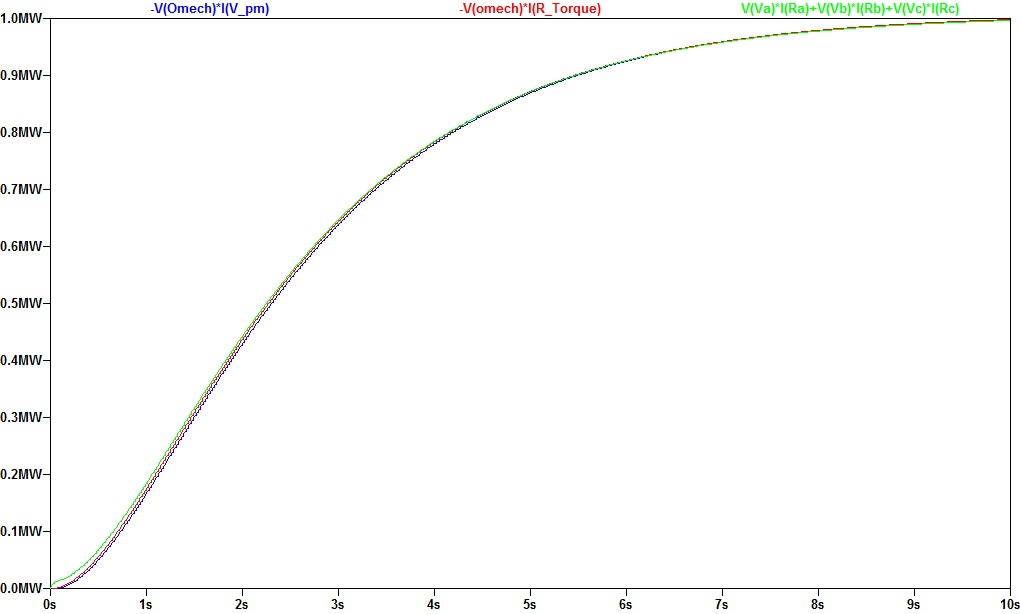 -V(Omech)*I(V_pm) -V(omech)*I(R_Torque) V(Va)*I(Ra)+V(Vb)*I(Rb)+V(Vc)*I(Rc)
1.0MW
0.9MW
0.8MW
0.7MW
0.6MW
0.5MW
0.4MW
0.3MW
0.2MW
0.1MW
0.0MW
0s 1s 2s 3s 4s 5s 6s 7s 8s 9s 10s